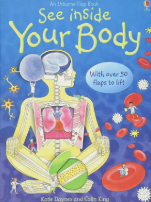 An Usborne Flap Book
See inside
Your Body
With over 50
flaps to lift
Katie Daynes and Colin King